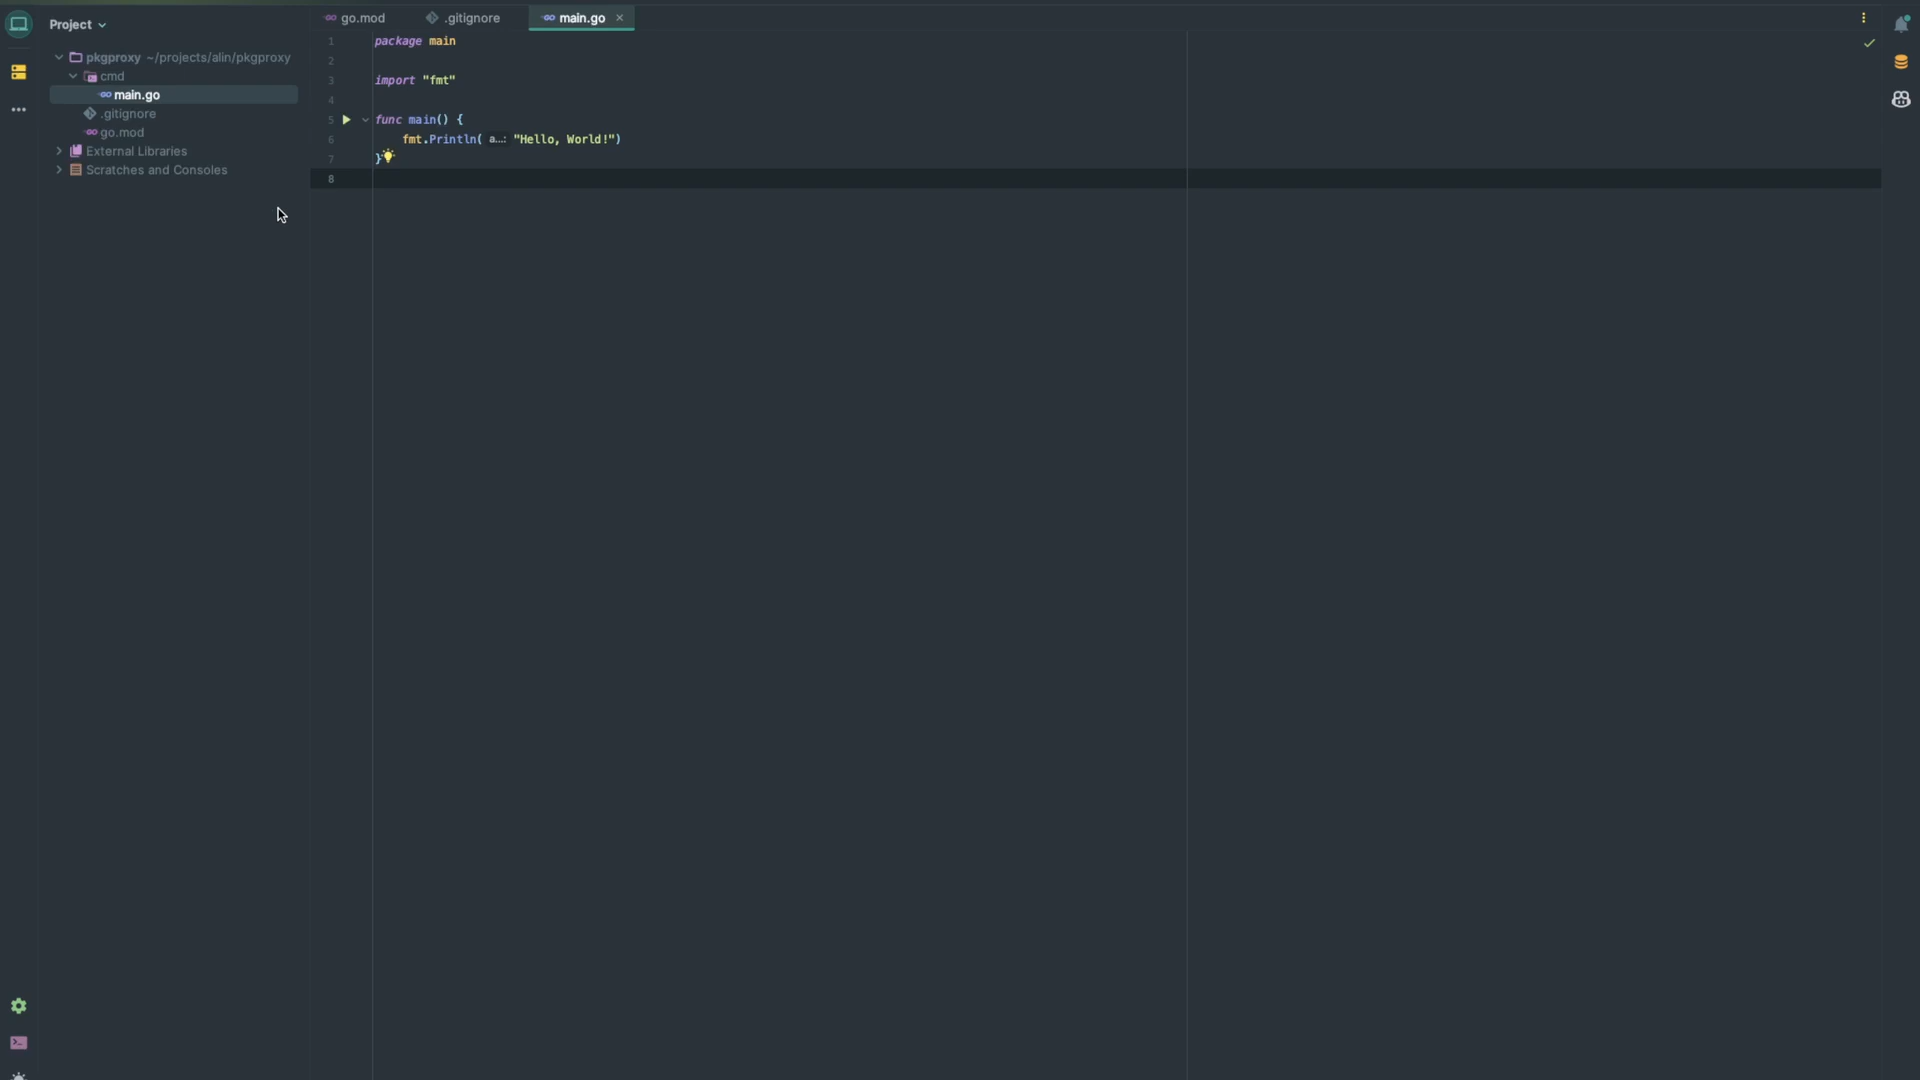 Project
go.mod
.gitignore
main.go
pkgproxy ~/projects/alin/pkgproxy
cmd
main.go
.gitignore
go.mod
External Libraries
Scratches and Consoles
1 package main
2
3 import "fmt"
4
5 func main() {
6 fmt.Println( a...: "Hello, World!")
7 }
8